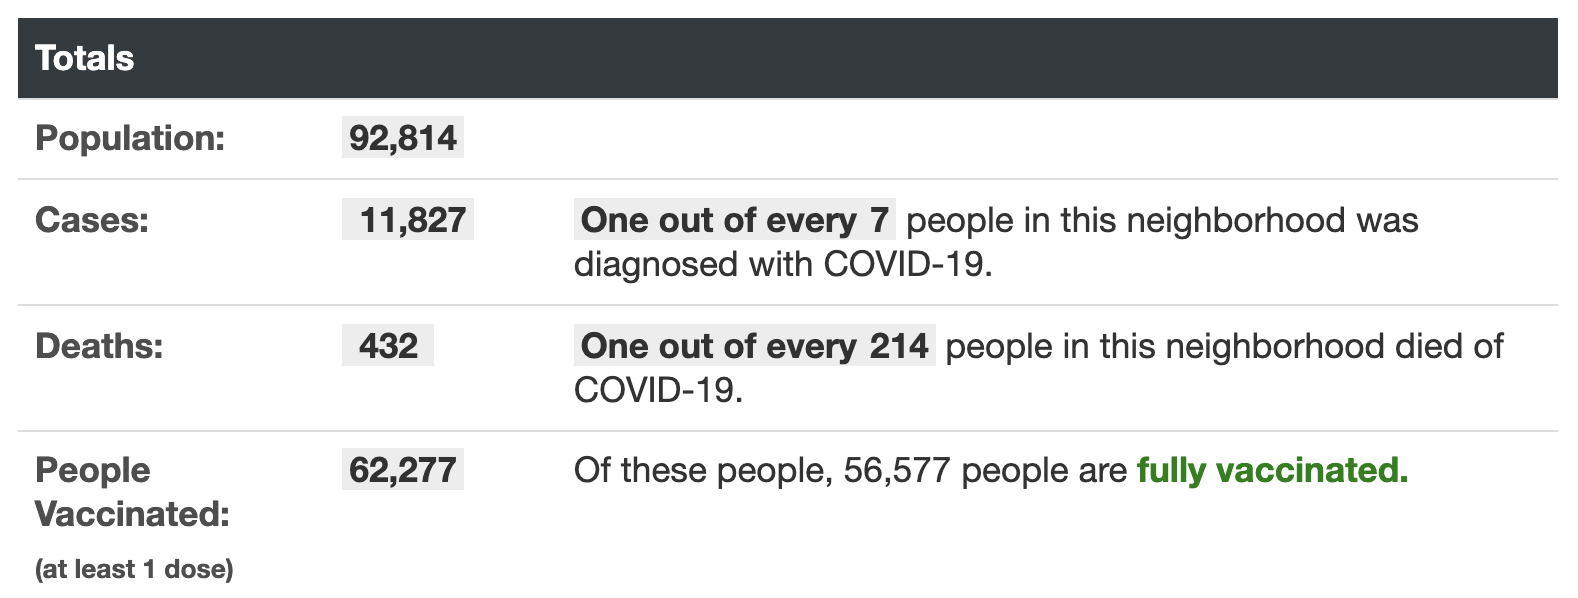 Totals
Population: 92,814
Cases: 11,827 One out of every 7 people in this neighborhood was
diagnosed with COVID-19.
Deaths: 432 One out of every 214 people in this neighborhood died of
COVID-19.
People 62,277 Of these people, 56,577 people are fully vaccinated.
Vaccinated:
(at least 1 dose)